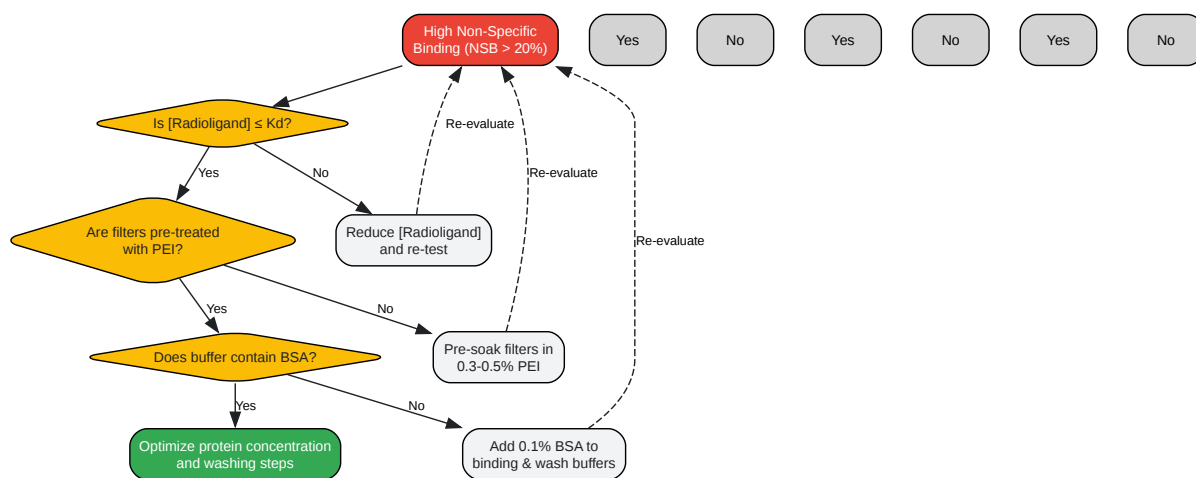 High Non-Specific
Binding (NSB > 20%)
Yes
No
Yes
No
Yes
No
Is [Radioligand] ≤ Kd?
Re-evaluate
Yes
No
Re-evaluate
Are filters pre-treated
with PEI?
Reduce [Radioligand]
and re-test
Re-evaluate
Yes
No
Does buffer contain BSA?
Pre-soak filters in
0.3-0.5% PEI
Yes
No
Optimize protein concentration
and washing steps
Add 0.1% BSA to
binding & wash buffers